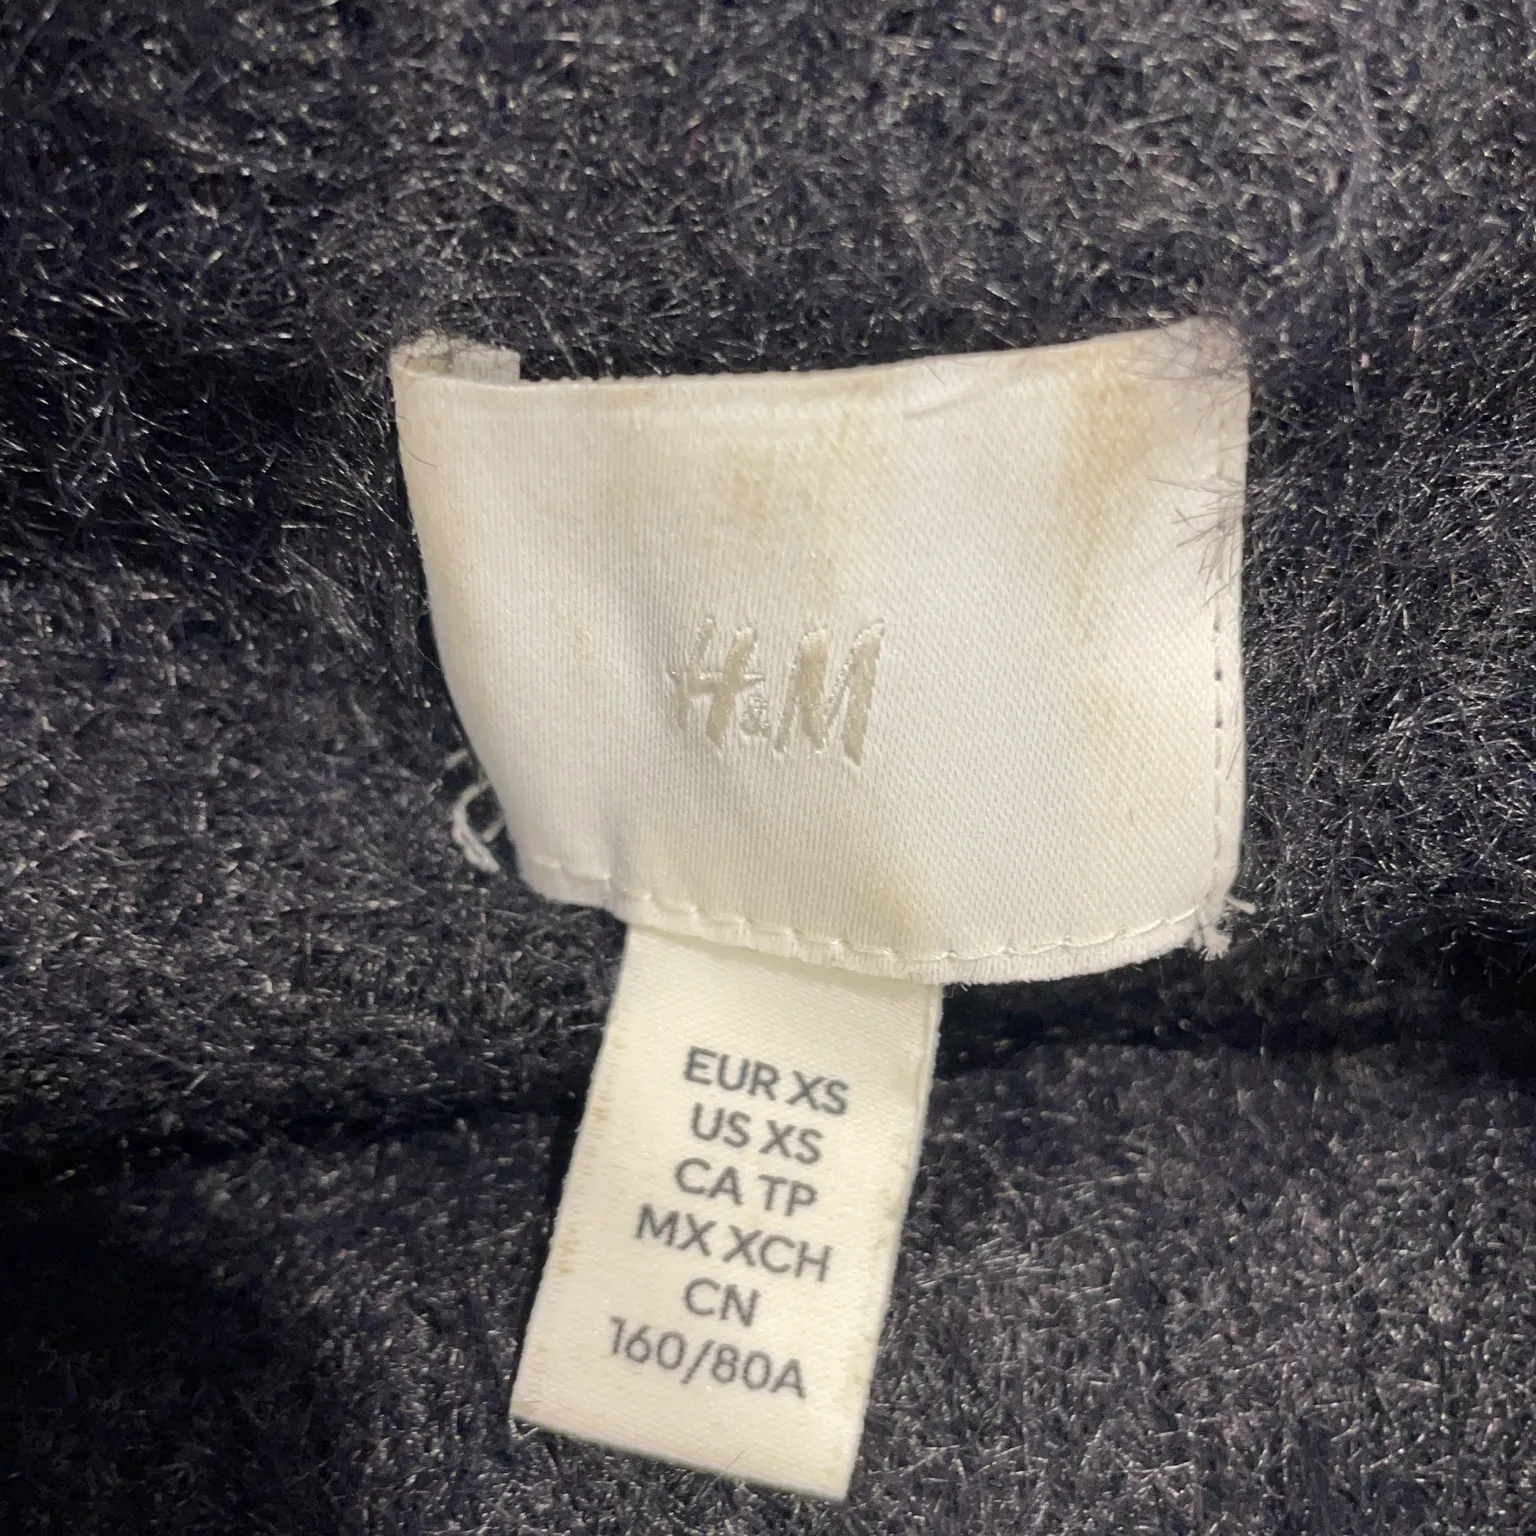 H&M
EUR XS
US XS
CA TP
MX XCH
CN
160/80A